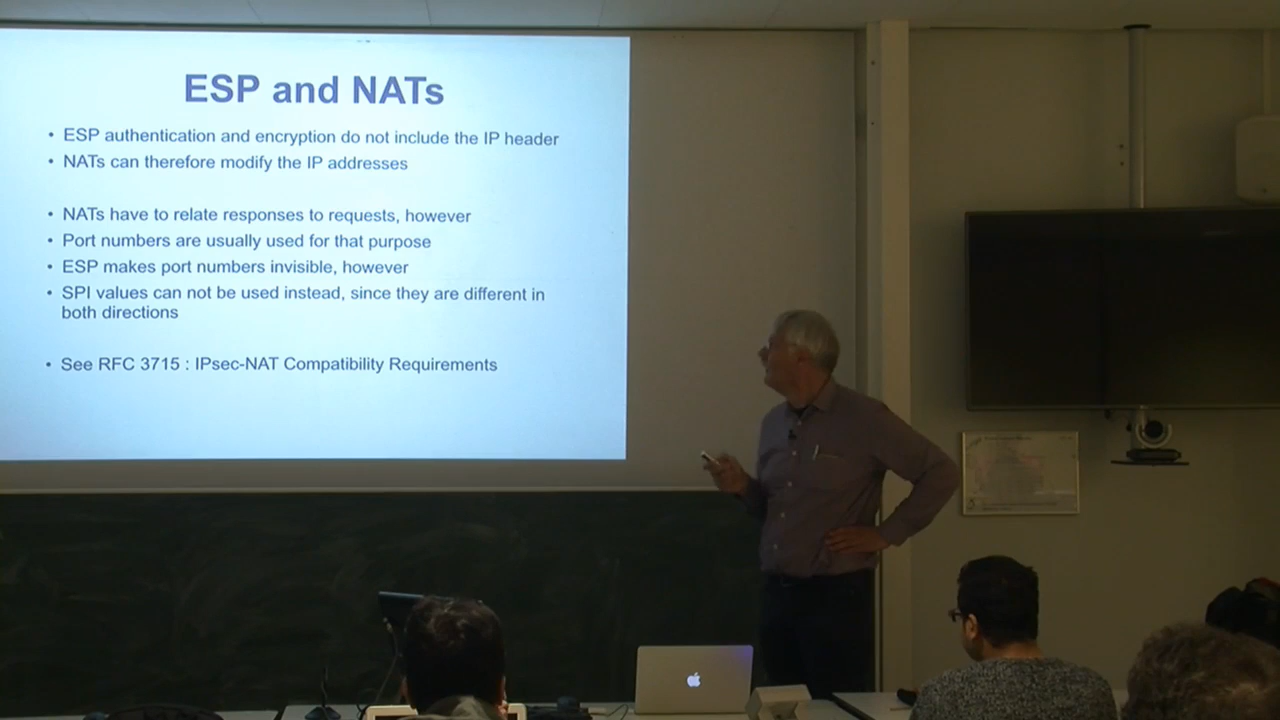 ESP and NATs
• ESP authentication and encryption do not include the IP header
• NATs can therefore modify the IP addresses
• NATs have to relate responses to requests, however
• Port numbers are usually used for that purpose
• ESP makes port numbers invisible, however
• SPI values can not be used instead, since they are different in
both directions
• See RFC 3715 : IPsec-NAT Compatibility Requirements